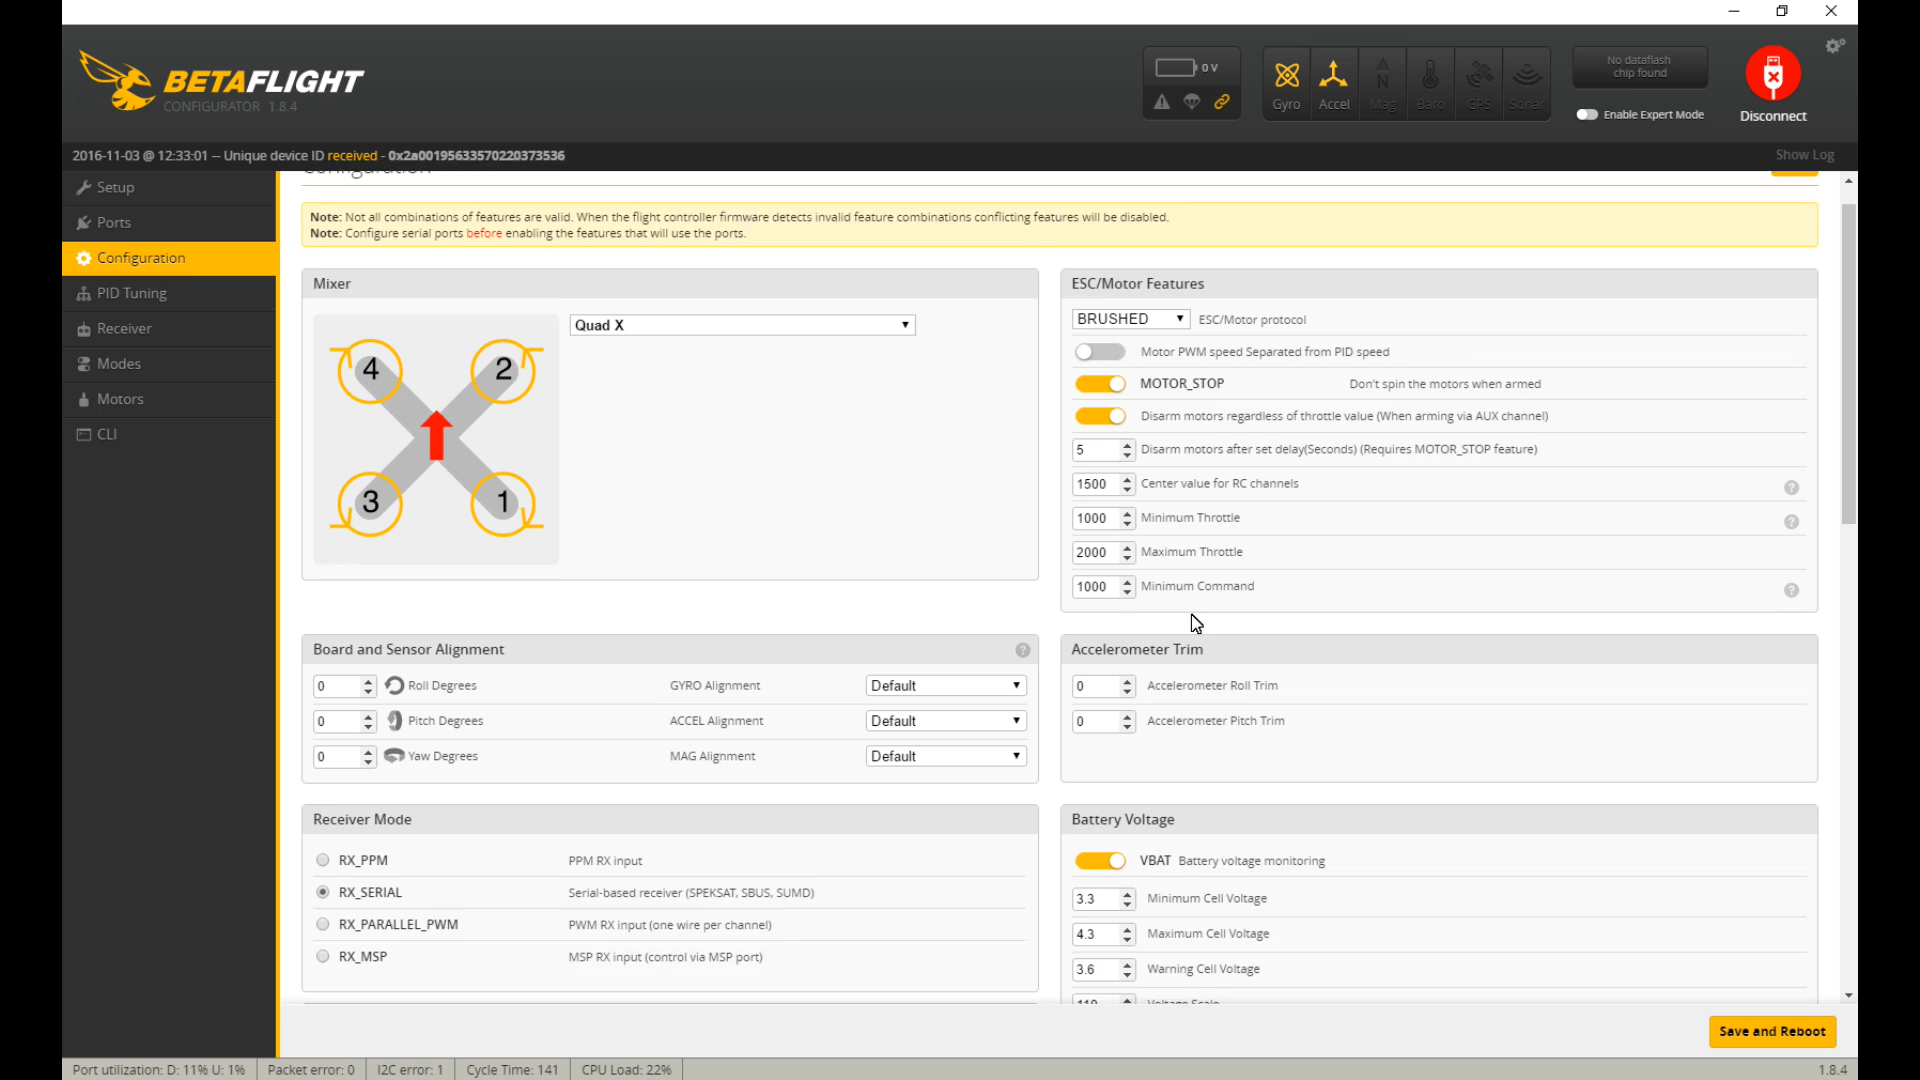 BETAFLIGHT
CONFIGURATOR 1.8.4
0 V
Gyro
Accel
Mag
Baro
GPS
Sonar
No dataflash
chip found
Enable Expert Mode
Disconnect
2016-11-03 @ 12:33:01 -- Unique device ID received - 0x2a00195633570220373536
Show Log
Setup
Ports
Configuration
PID Tuning
Receiver
Modes
Motors
CLI
Configuration
Note: Not all combinations of features are valid. When the flight controller firmware detects invalid feature combinations conflicting features will be disabled.
Note: Configure serial ports before enabling the features that will use the ports.
Mixer
Quad X
4
2
3
1
ESC/Motor Features
BRUSHED ESC/Motor protocol
Motor PWM speed Separated from PID speed
MOTOR_STOP Don't spin the motors when armed
Disarm motors regardless of throttle value (When arming via AUX channel)
5 Disarm motors after set delay(Seconds) (Requires MOTOR_STOP feature)
1500 Center value for RC channels ?
1000 Minimum Throttle ?
2000 Maximum Throttle
1000 Minimum Command ?
Board and Sensor Alignment ?
0 Roll Degrees GYRO Alignment Default
0 Pitch Degrees ACCEL Alignment Default
0 Yaw Degrees MAG Alignment Default
Accelerometer Trim
0 Accelerometer Roll Trim
0 Accelerometer Pitch Trim
Receiver Mode
RX_PPM PPM RX input
RX_SERIAL Serial-based receiver (SPEKSAT, SBUS, SUMD)
RX_PARALLEL_PWM PWM RX input (one wire per channel)
RX_MSP MSP RX input (control via MSP port)
Battery Voltage
VBAT Battery voltage monitoring
3.3 Minimum Cell Voltage
4.3 Maximum Cell Voltage
3.6 Warning Cell Voltage
110 Voltage Scale
Save and Reboot
Port utilization: D: 11% U: 1% Packet error: 0 I2C error: 1 Cycle Time: 141 CPU Load: 22% 1.8.4